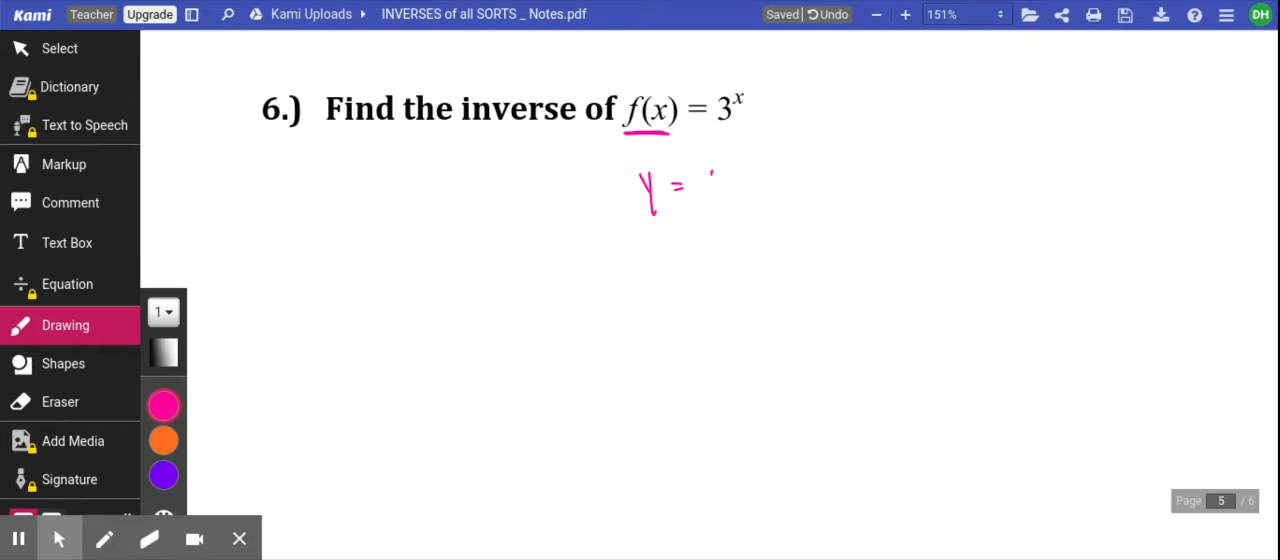 Kami Upgrade Kami Uploads INVERSES of all SORTS _ Notes.pdf Saved Undo 151% DH
Teacher
Select
Dictionary
Text to Speech
Markup
Comment
Text Box
Equation
Drawing
Shapes
Eraser
Add Media
Signature
1
6.) Find the inverse of f(x) = 3ˣ
y =
Page 5 / 6